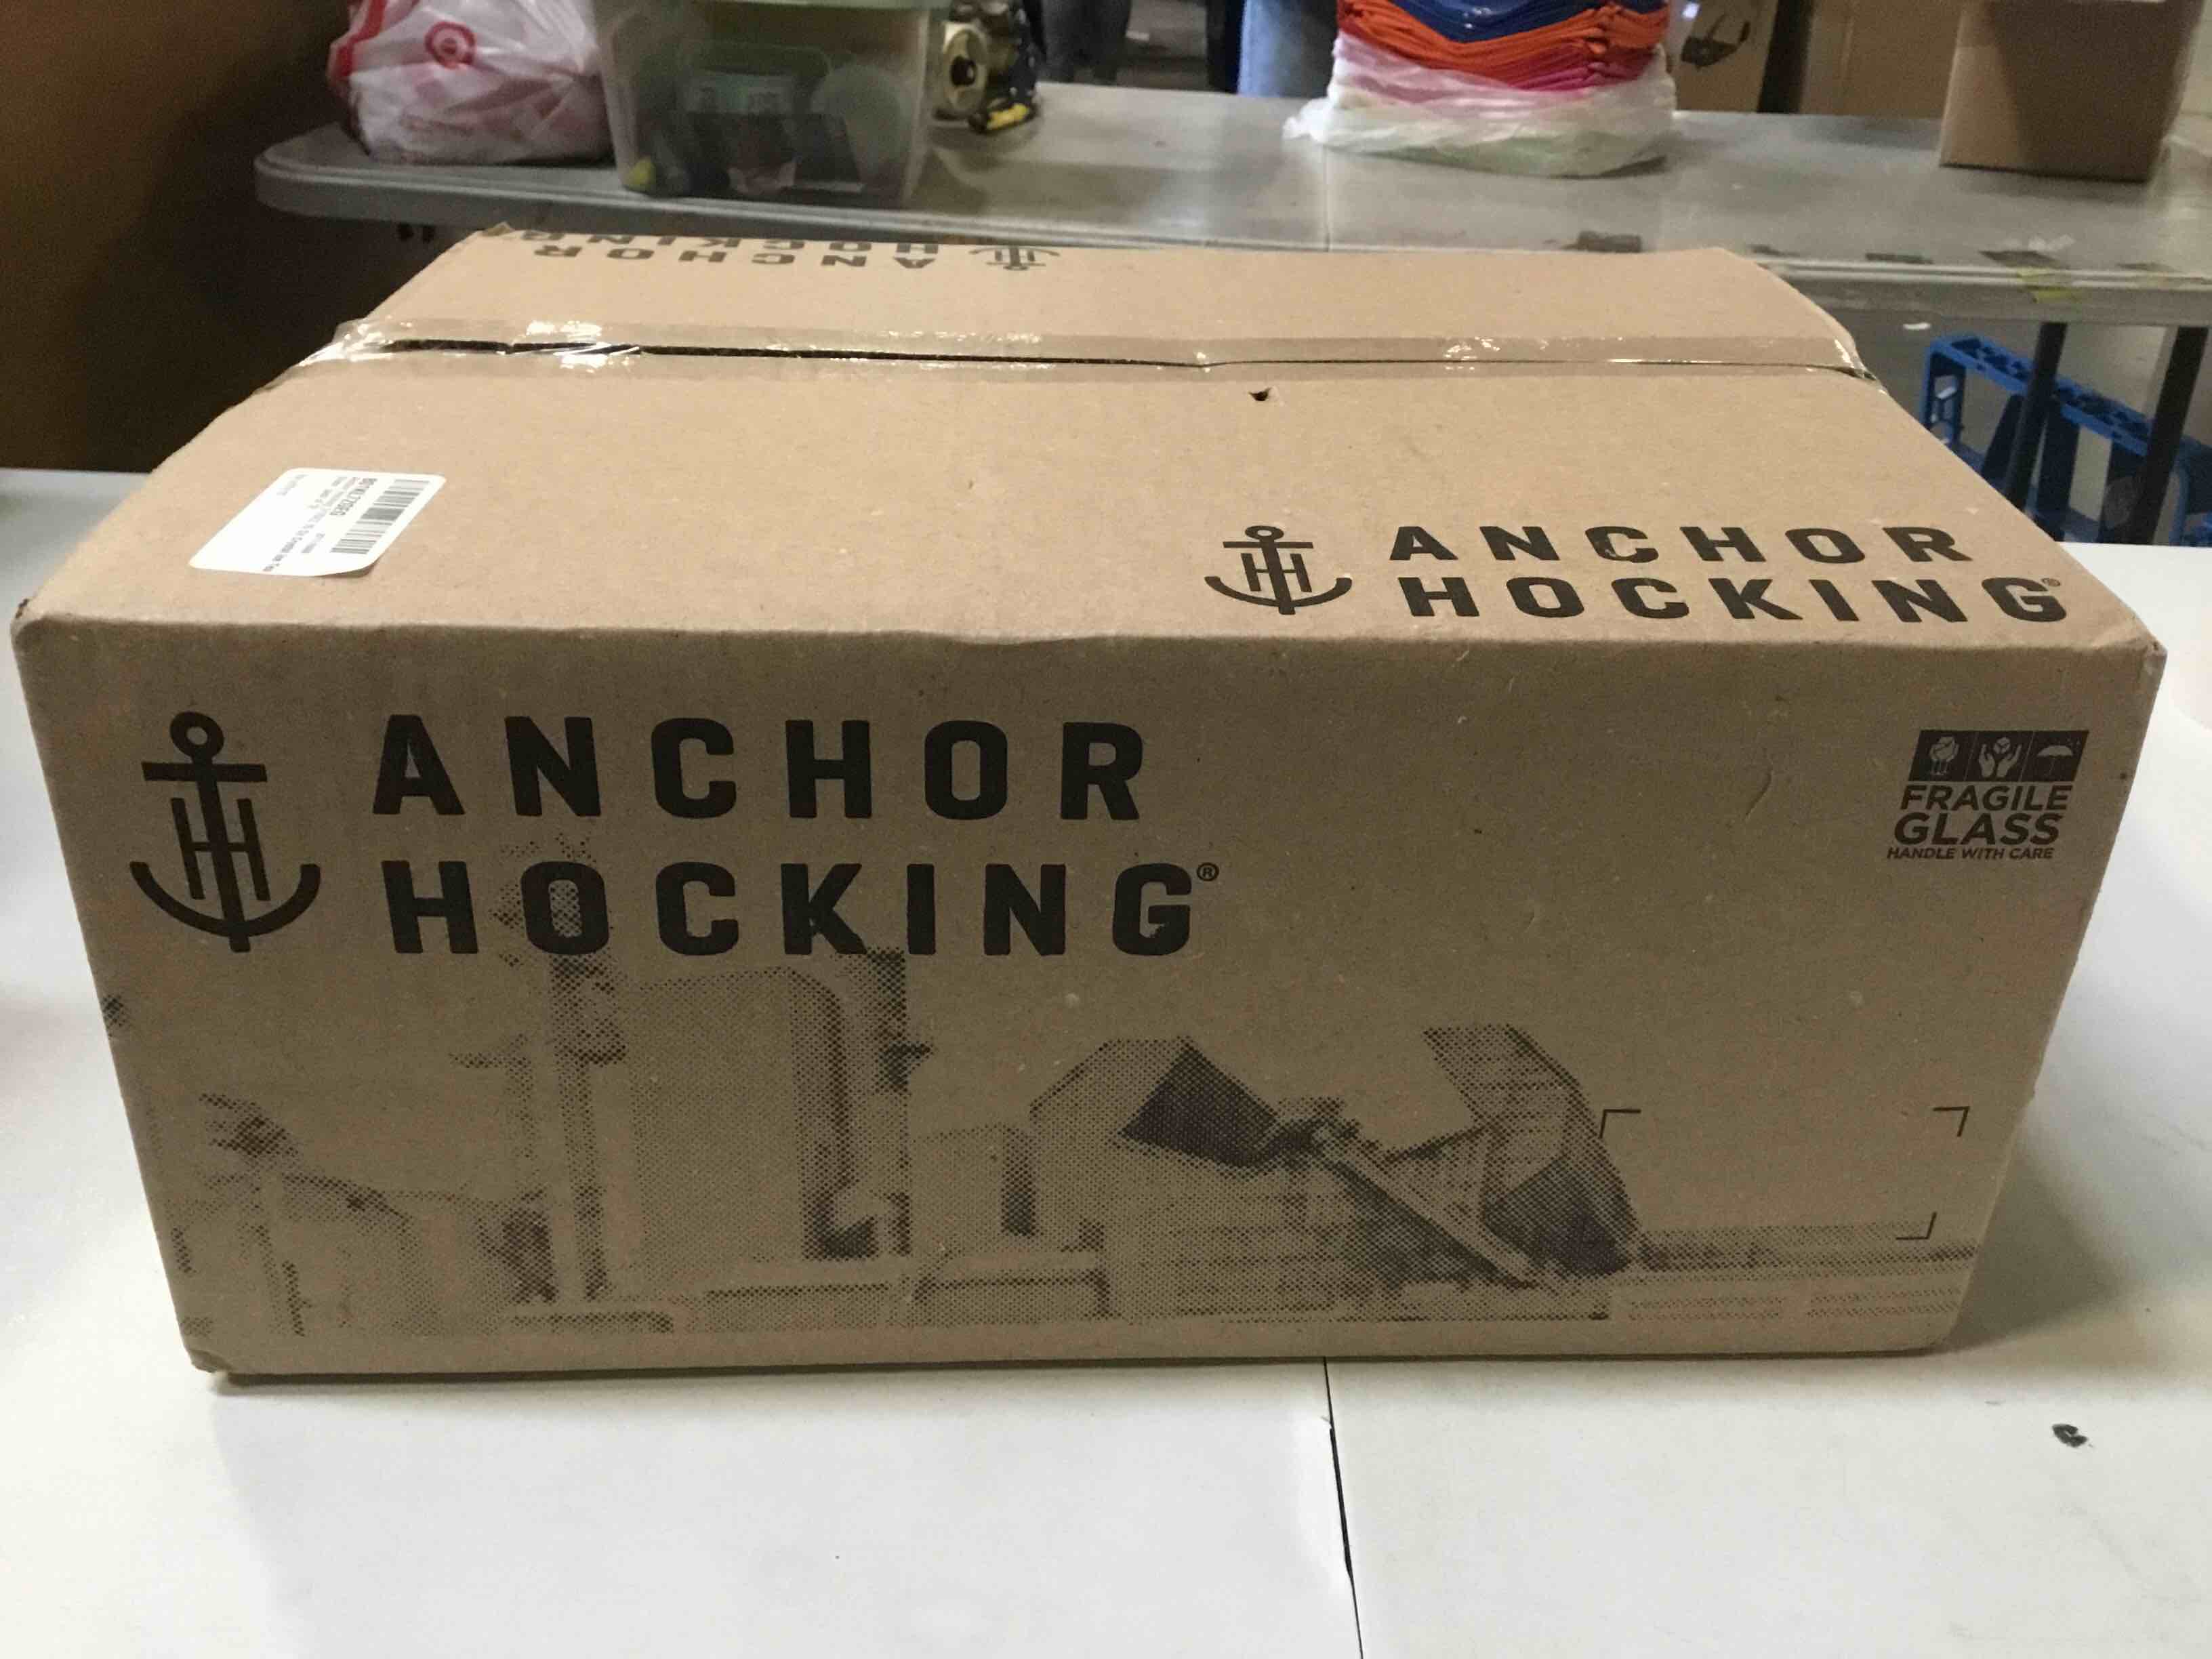 ANCHOR
HOCKING
ANCHOR
HOCKING®
ANCHOR
HOCKING®
FRAGILE
GLASS
HANDLE WITH CARE